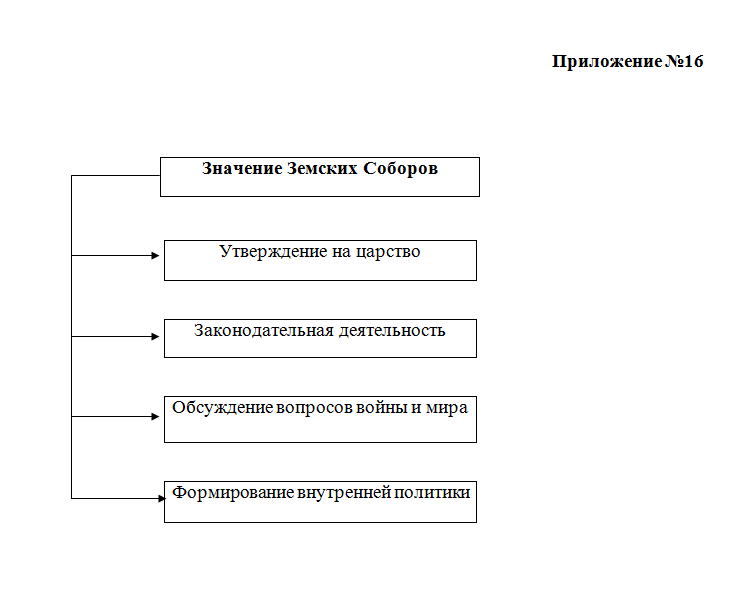 Приложение №16
Значение Земских Соборов
Утверждение на царство
Законодательная деятельность
Обсуждение вопросов войны и мира
Формирование внутренней политики